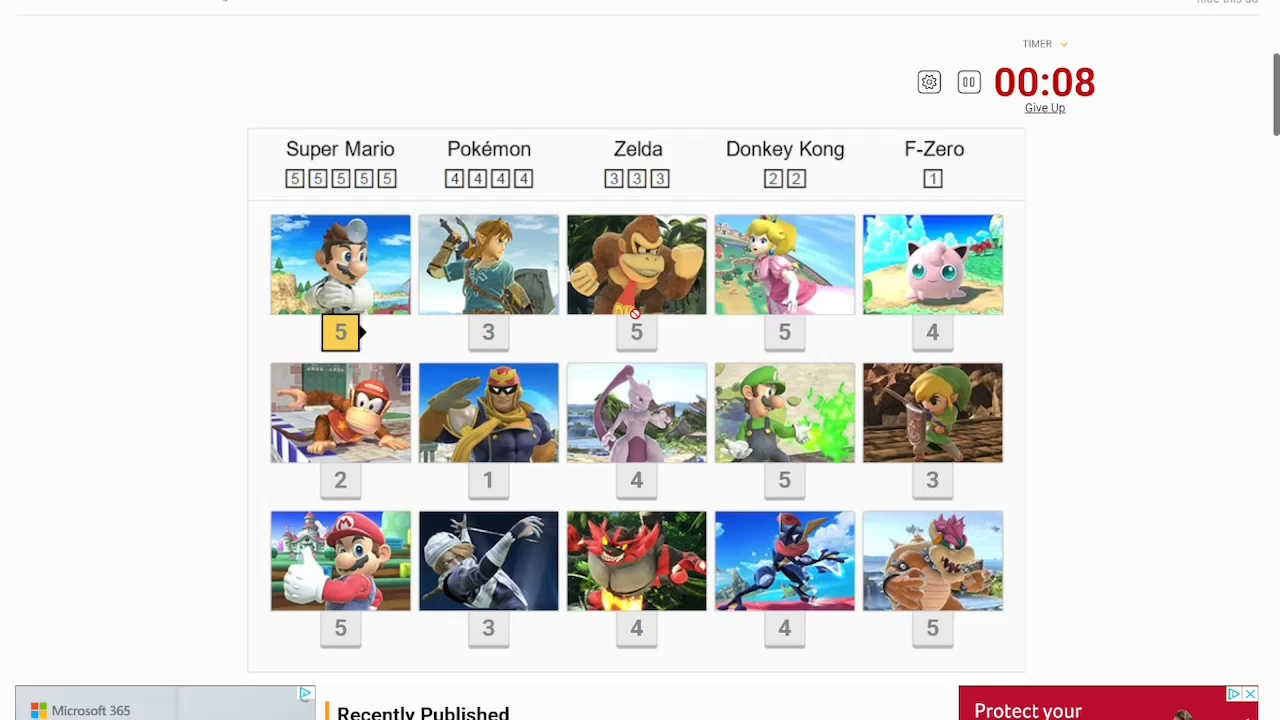 TIMER
00:08
Give Up
Super Mario Pokémon Zelda Donkey Kong F-Zero
5 5 5 5 5 4 4 4 4 3 3 3 2 2 1
5 3 5 5 4
2 1 4 5 3
5 3 4 4 5
Microsoft 365
Recently Published
Protect your